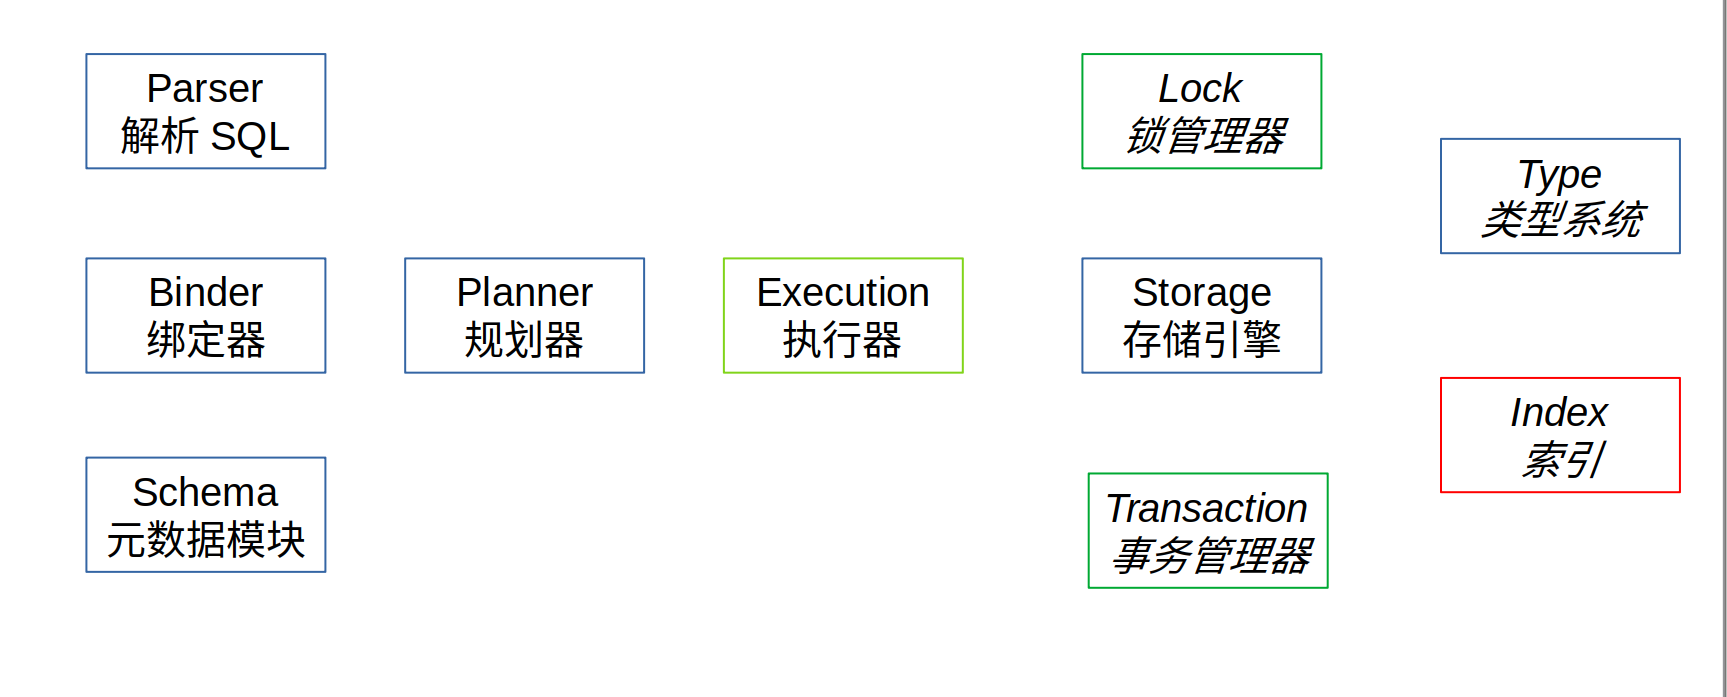 Parser
解析 SQL
Lock
锁管理器
Type
类型系统
Binder
绑定器
Planner
规划器
Execution
执行器
Storage
存储引擎
Index
索引
Schema
元数据模块
Transaction
事务管理器